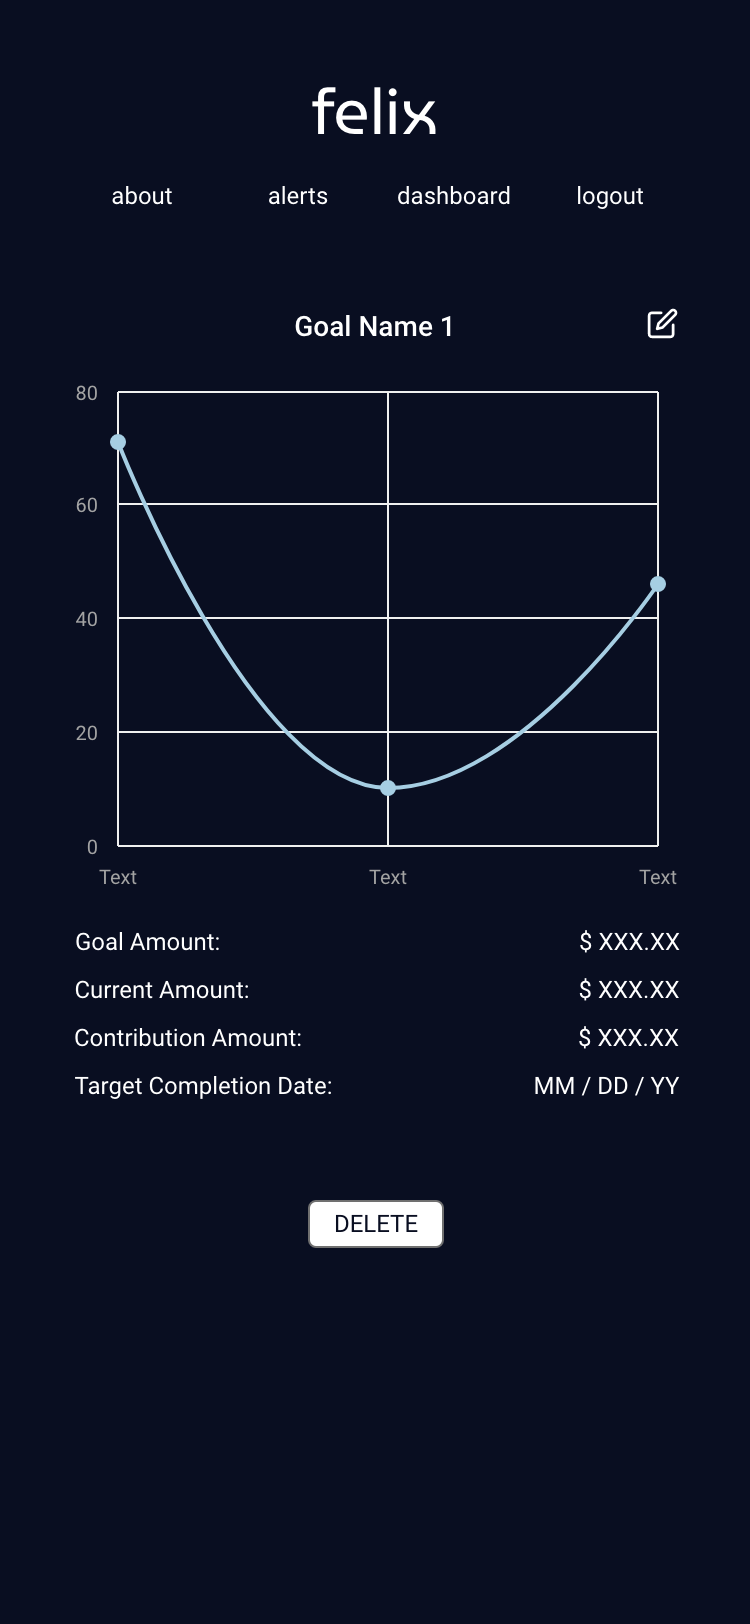 felix
about alerts dashboard logout
Goal Name 1
80
60
40
20
0
Text Text Text
Goal Amount: $ XXX.XX
Current Amount: $ XXX.XX
Contribution Amount: $ XXX.XX
Target Completion Date: MM / DD / YY
DELETE